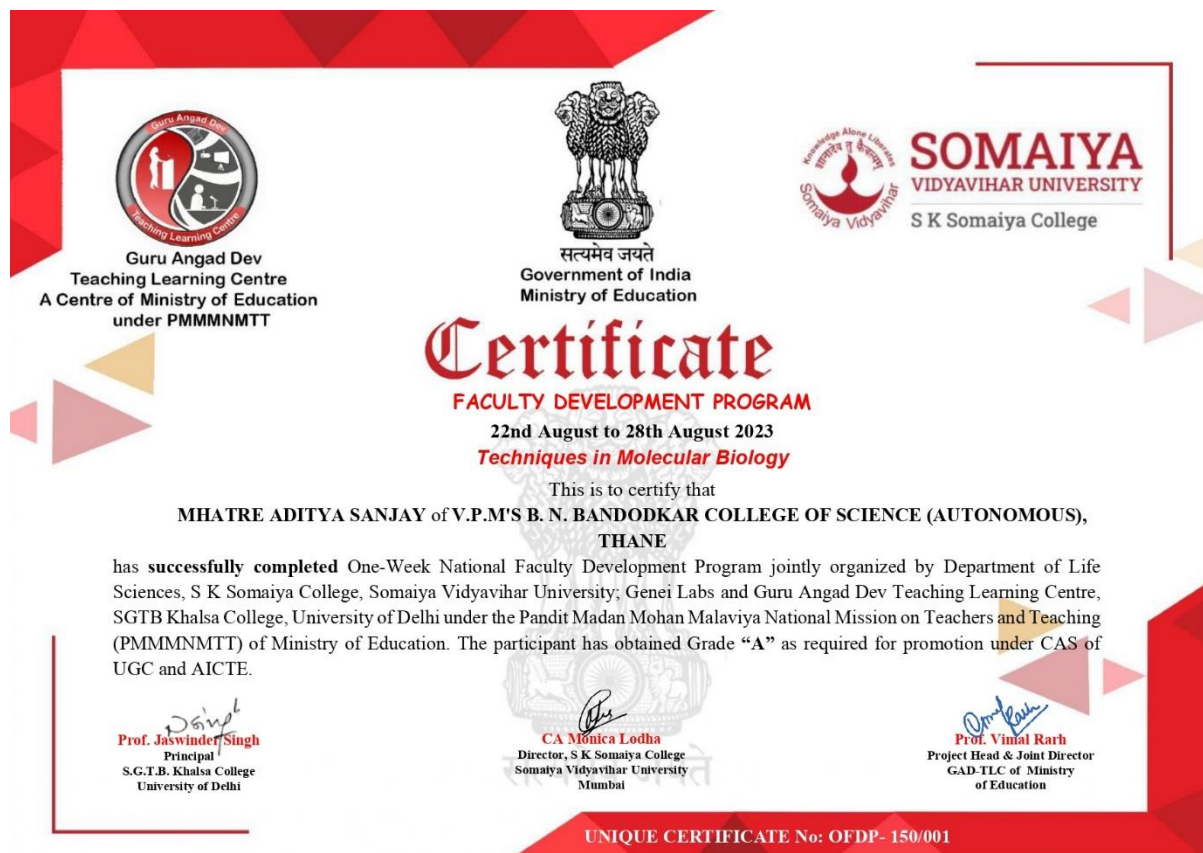 Guru Angad Dev
Teaching Learning Centre
Guru Angad Dev
Teaching Learning Centre
A Centre of Ministry of Education
under PMMMNMTT
सत्यमेव जयते
Government of India
Ministry of Education
Knowledge Alone Liberates
ज्ञानादेव तु कैवल्यम्
Somaiya Vidyavihar
SOMAIYA
VIDYAVIHAR UNIVERSITY
S K Somaiya College
Certificate
FACULTY DEVELOPMENT PROGRAM
22nd August to 28th August 2023
Techniques in Molecular Biology
This is to certify that
MHATRE ADITYA SANJAY of V.P.M'S B. N. BANDODKAR COLLEGE OF SCIENCE (AUTONOMOUS),
THANE
has successfully completed One-Week National Faculty Development Program jointly organized by Department of Life
Sciences, S K Somaiya College, Somaiya Vidyavihar University; Genei Labs and Guru Angad Dev Teaching Learning Centre,
SGTB Khalsa College, University of Delhi under the Pandit Madan Mohan Malaviya National Mission on Teachers and Teaching
(PMMMNMTT) of Ministry of Education. The participant has obtained Grade “A” as required for promotion under CAS of
UGC and AICTE.
Prof. Jaswinder Singh
Principal
S.G.T.B. Khalsa College
University of Delhi
CA Monica Lodha
Director, S K Somaiya College
Somaiya Vidyavihar University
Mumbai
Prof. Vimal Rarh
Project Head & Joint Director
GAD-TLC of Ministry
of Education
सत्यमेव जयते
UNIQUE CERTIFICATE No: OFDP- 150/001